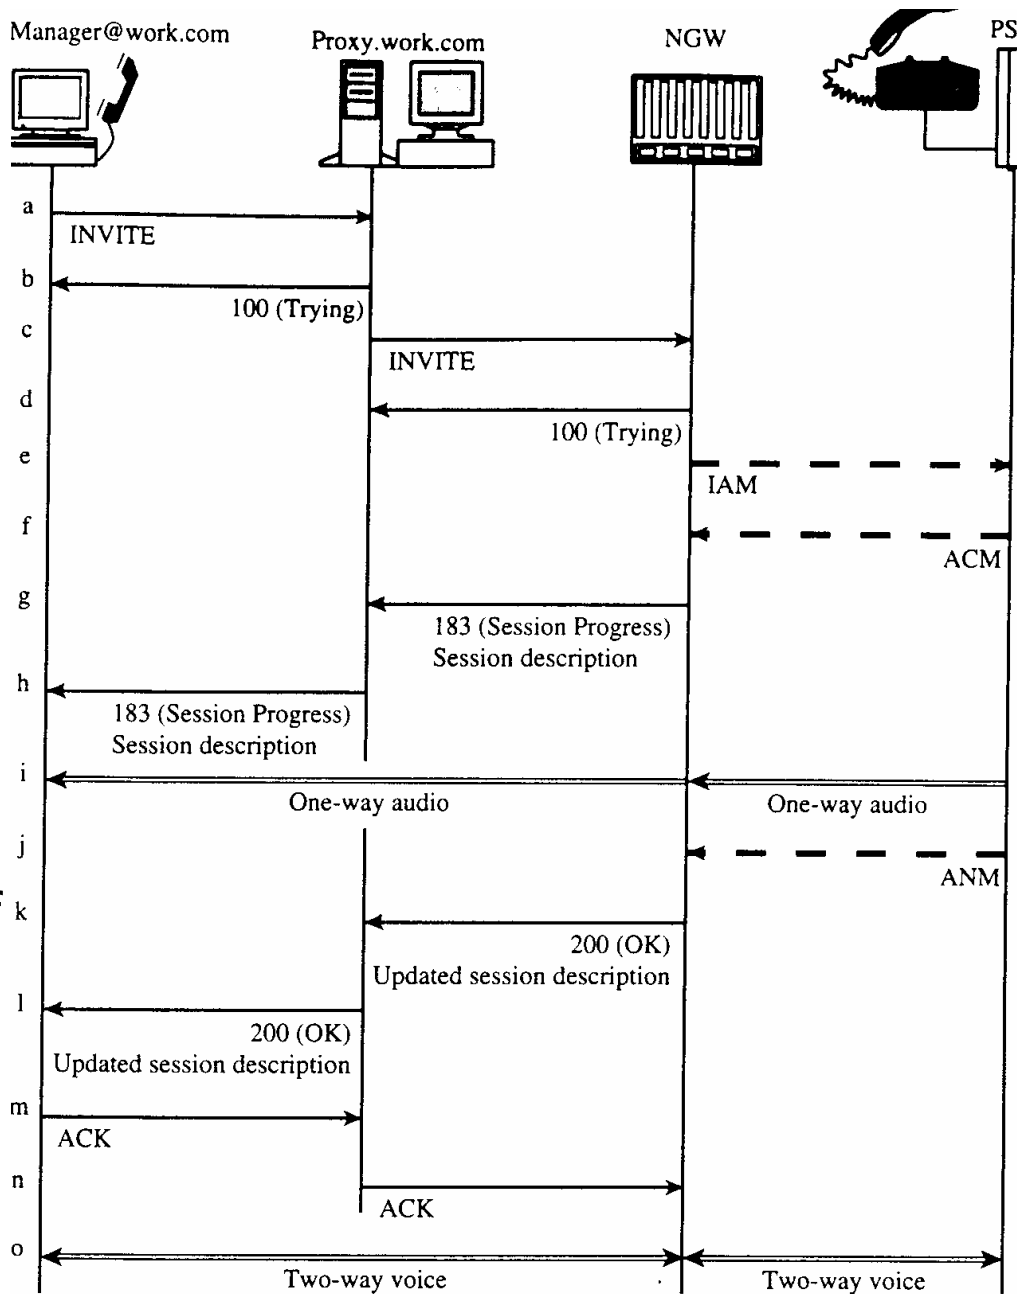 Manager@work.com
Proxy.work.com
NGW
PS
a
INVITE
b
100 (Trying)
c
INVITE
d
100 (Trying)
e
IAM
f
ACM
g
183 (Session Progress)
Session description
h
183 (Session Progress)
Session description
i
One-way audio
One-way audio
j
ANM
k
200 (OK)
Updated session description
l
200 (OK)
Updated session description
m
ACK
n
ACK
o
Two-way voice
Two-way voice